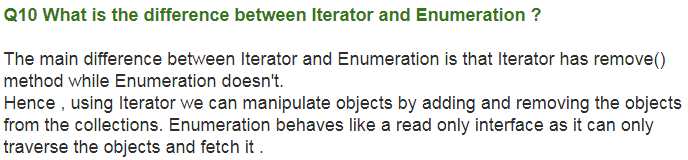 Q10 What is the difference between Iterator and Enumeration ?
The main difference between Iterator and Enumeration is that Iterator has remove()
method while Enumeration doesn't.
Hence , using Iterator we can manipulate objects by adding and removing the objects
from the collections. Enumeration behaves like a read only interface as it can only
traverse the objects and fetch it .